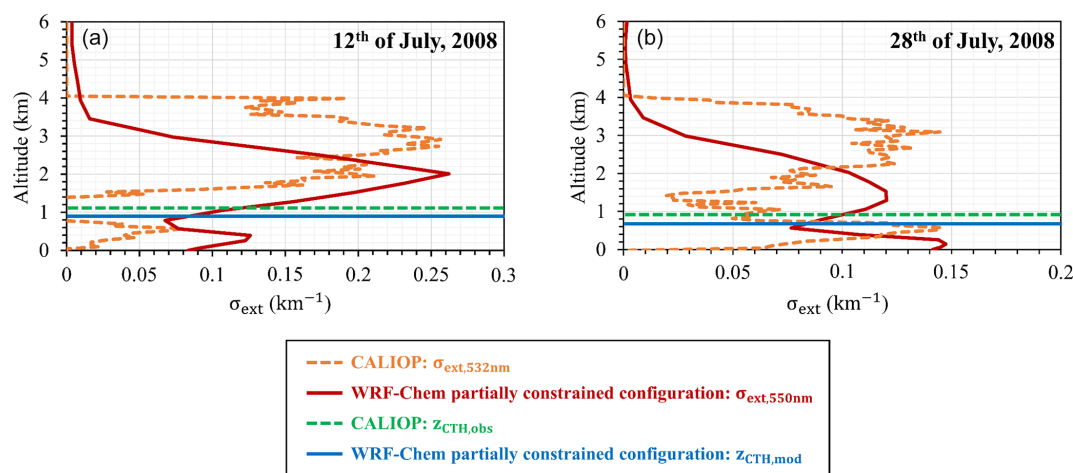 (a)
12th of July, 2008
6
5
4
3
2
1
0
Altitude (km)
0
0.05
0.1
0.15
0.2
0.25
0.3
σext (km⁻¹)
(b)
28th of July, 2008
6
5
4
3
2
1
0
Altitude (km)
0
0.05
0.1
0.15
0.2
σext (km⁻¹)
CALIOP: σext,532nm
WRF-Chem partially constrained configuration: σext,550nm
CALIOP: zCTH,obs
WRF-Chem partially constrained configuration: zCTH,mod